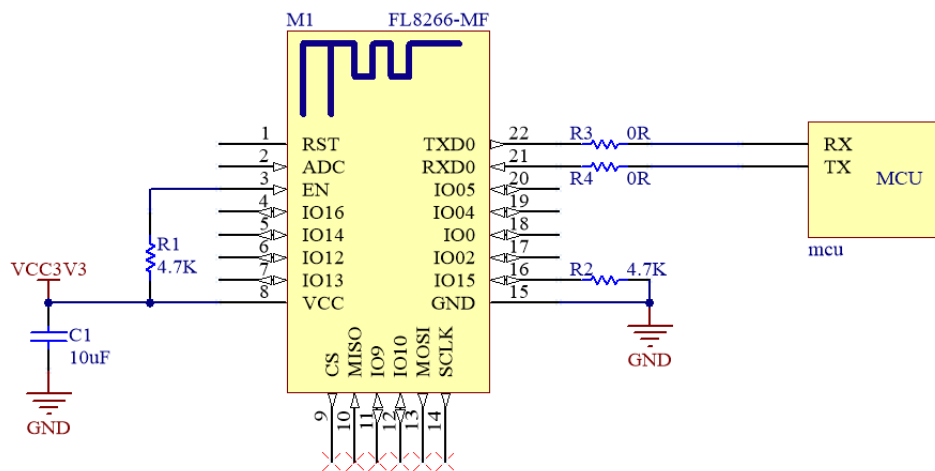 M1 FL8266-MF
1 RST TXD0 22 R3 0R RX
2 ADC RXD0 21 R4 0R TX
3 EN IO05 20 MCU
4 IO16 IO04 19
5 IO14 IO0 18 mcu
6 IO12 IO02 17
R1
4.7K
7 IO13 IO15 16 R2 4.7K
VCC3V3
8 VCC GND 15
C1
10uF
GND
GND
CS MISO IO9 IO10 MOSI SCLK
9 10 11 12 13 14